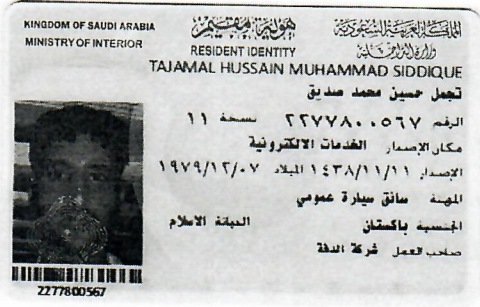 KINGDOM OF SAUDI ARABIA
MINISTRY OF INTERIOR
هوية مقيم
RESIDENT IDENTITY
المملكة العربية السعودية
وزارة الداخلية
TAJAMAL HUSSAIN MUHAMMAD SIDDIQUE
تجمل حسين محمد صديق
الرقم ٢٢٧٧٨٠٠٥٦٧ نسخة ١١
مكان الإصدار الخدمات الالكترونية
الإصدار ١٤٣٨/١١/١١ الميلاد ١٩٧٩/١٢/٠٧
المهنة سائق سيارة عمومي
الجنسية باكستان الديانة الاسلام
صاحب العمل شركة الدقة
2277800567